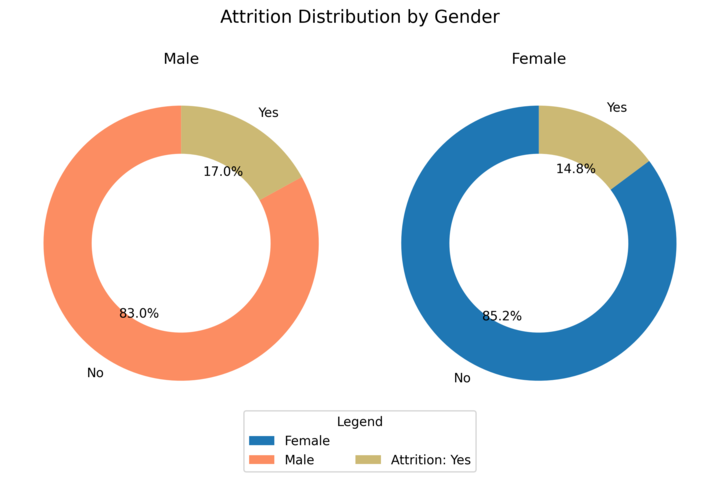 Attrition Distribution by Gender
Male
Female
Yes
17.0%
83.0%
No
Yes
14.8%
85.2%
No
Legend
Female
Male
Attrition: Yes